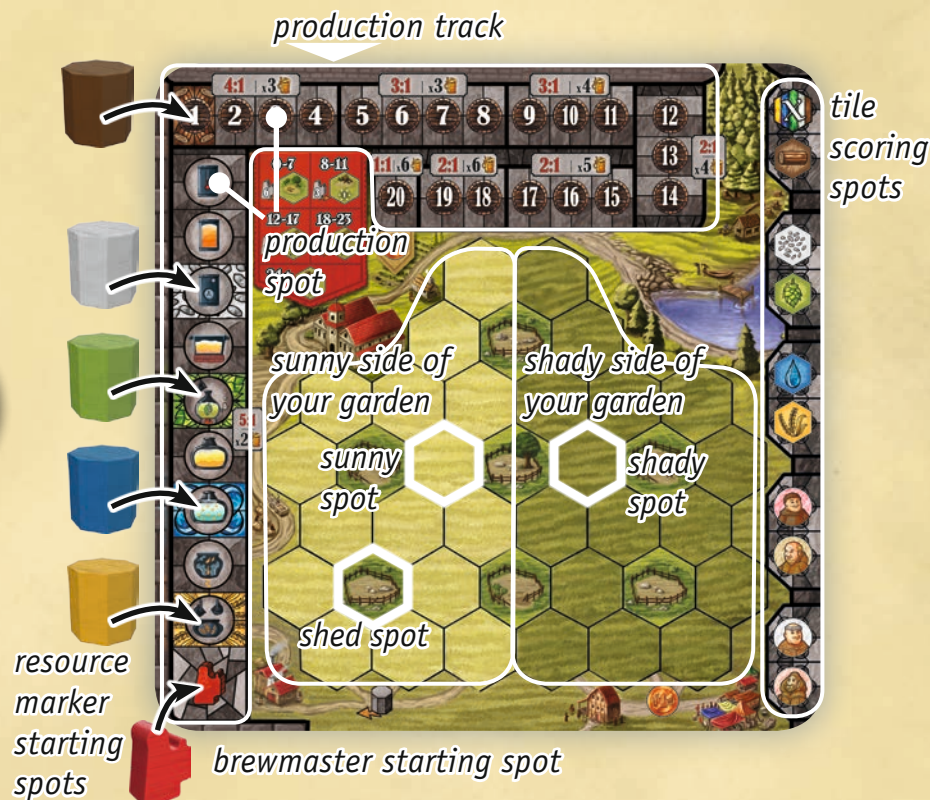 production track
4:1 x3
3:1 x3
3:1 x4
1 2 4 5 6 7 8 9 10 11 12
13
2:1
x4
14
1:1 x6
2:1 x6
2:1 x5
20 19 18 17 16 15
8-11
12-17 18-23
production
spot
tile
scoring
spots
sunny side of
your garden
shady side of
your garden
5:1
x2
sunny
spot
shady
spot
shed spot
resource
marker
starting
spots
brewmaster starting spot